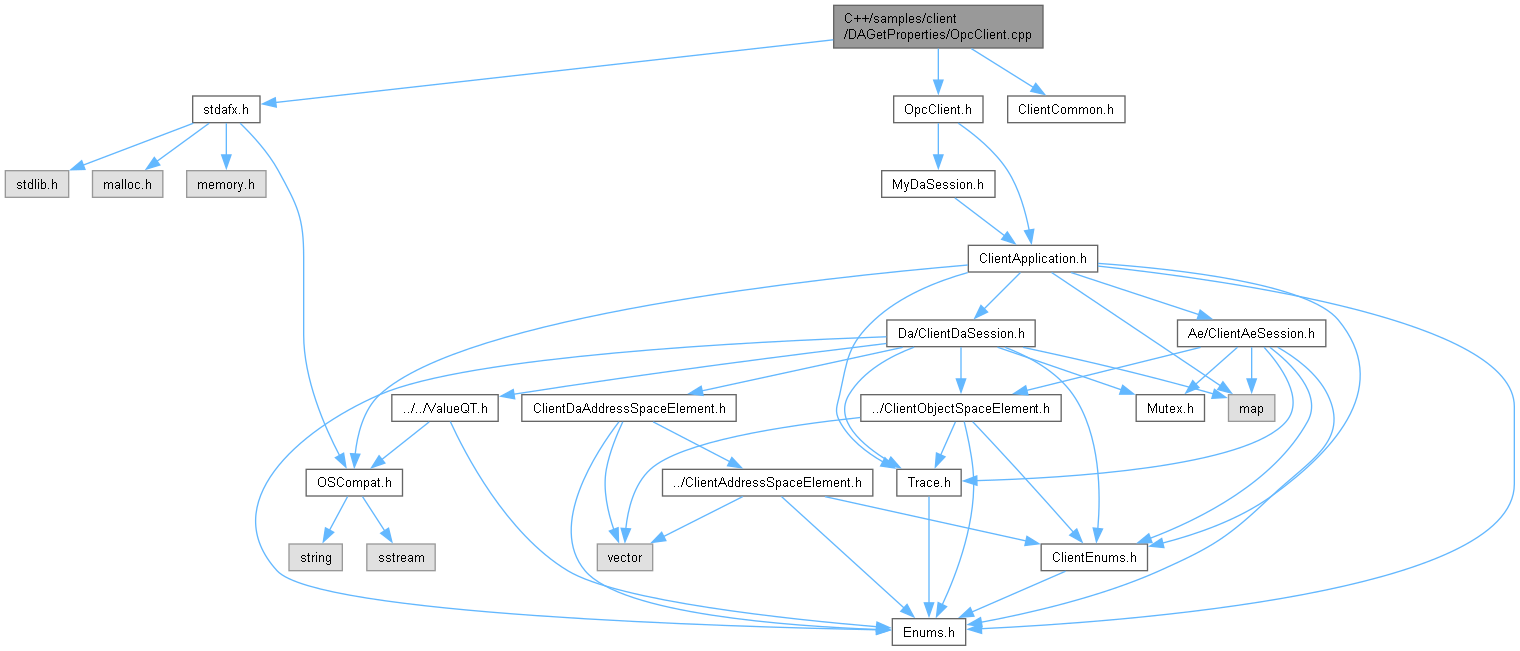 C++/samples/client
/DAGetProperties/OpcClient.cpp
stdafx.h
OpcClient.h
ClientCommon.h
stdlib.h
malloc.h
memory.h
MyDaSession.h
ClientApplication.h
Da/ClientDaSession.h
Ae/ClientAeSession.h
../../ValueQT.h
ClientDaAddressSpaceElement.h
../ClientObjectSpaceElement.h
Mutex.h
map
OSCompat.h
../ClientAddressSpaceElement.h
Trace.h
string
sstream
vector
ClientEnums.h
Enums.h